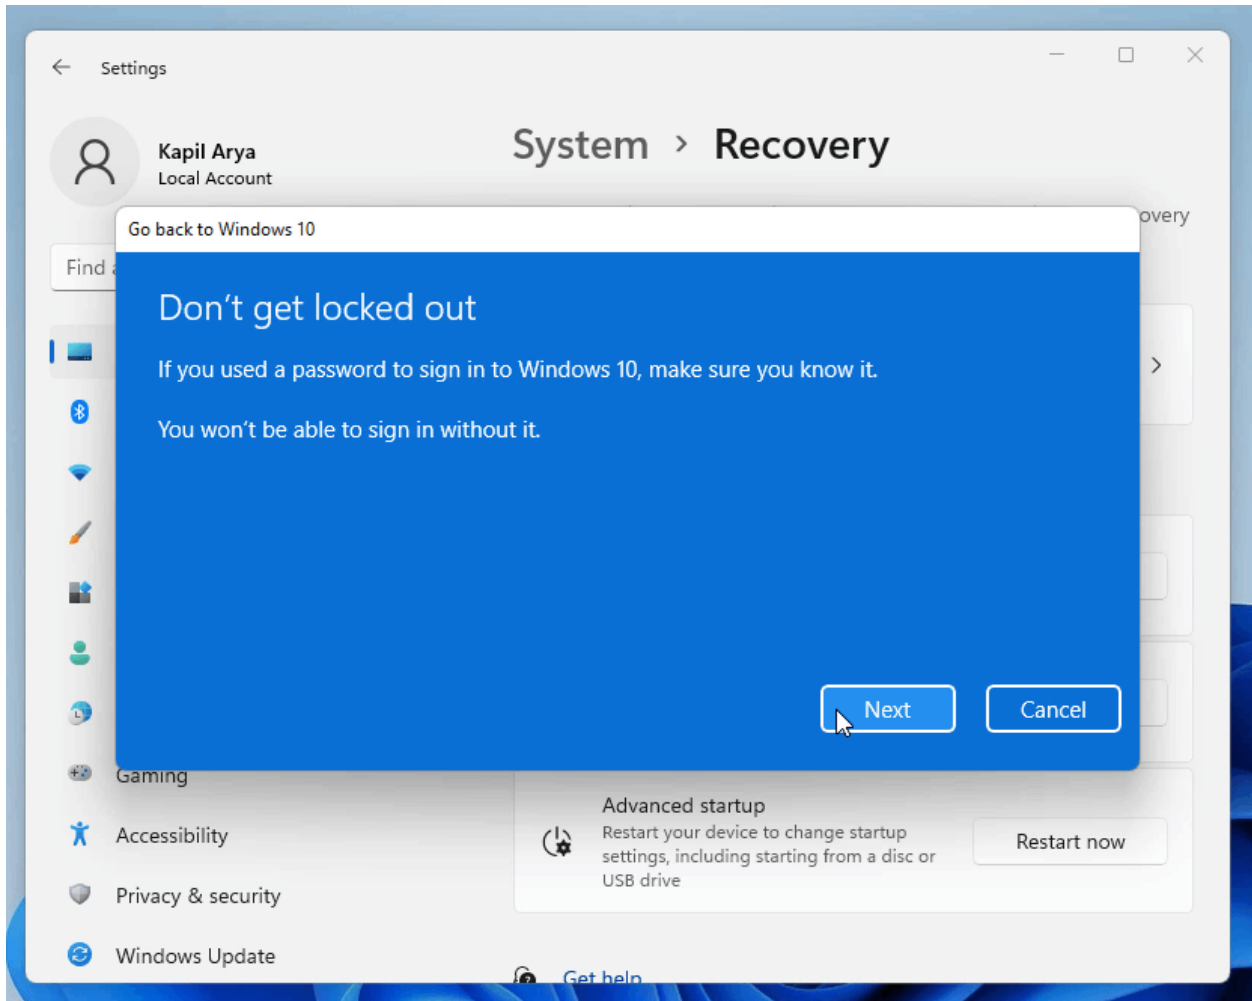 Settings
Kapil Arya
Local Account
System > Recovery
overy
Go back to Windows 10
Find
Don't get locked out
If you used a password to sign in to Windows 10, make sure you know it.
You won't be able to sign in without it.
Next
Cancel
Gaming
Accessibility
Privacy & security
Windows Update
Advanced startup
Restart your device to change startup
settings, including starting from a disc or
USB drive
Restart now
Get help